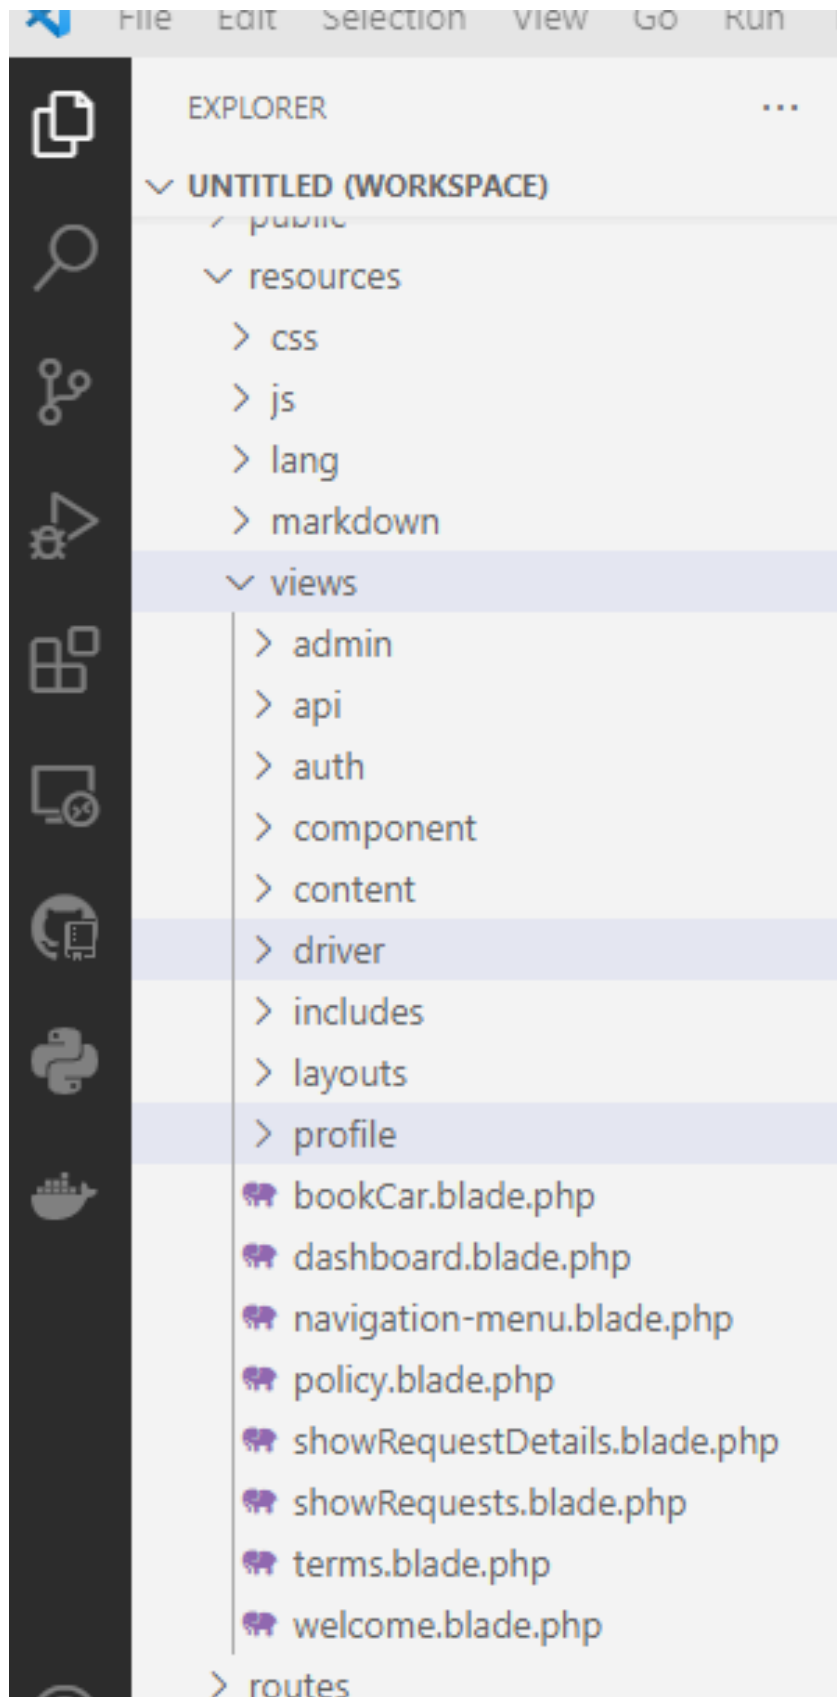 File Edit Selection View Go Run
EXPLORER ...
UNTITLED (WORKSPACE)
public
resources
css
js
lang
markdown
views
admin
api
auth
component
content
driver
includes
layouts
profile
bookCar.blade.php
dashboard.blade.php
navigation-menu.blade.php
policy.blade.php
showRequestDetails.blade.php
showRequests.blade.php
terms.blade.php
welcome.blade.php
routes